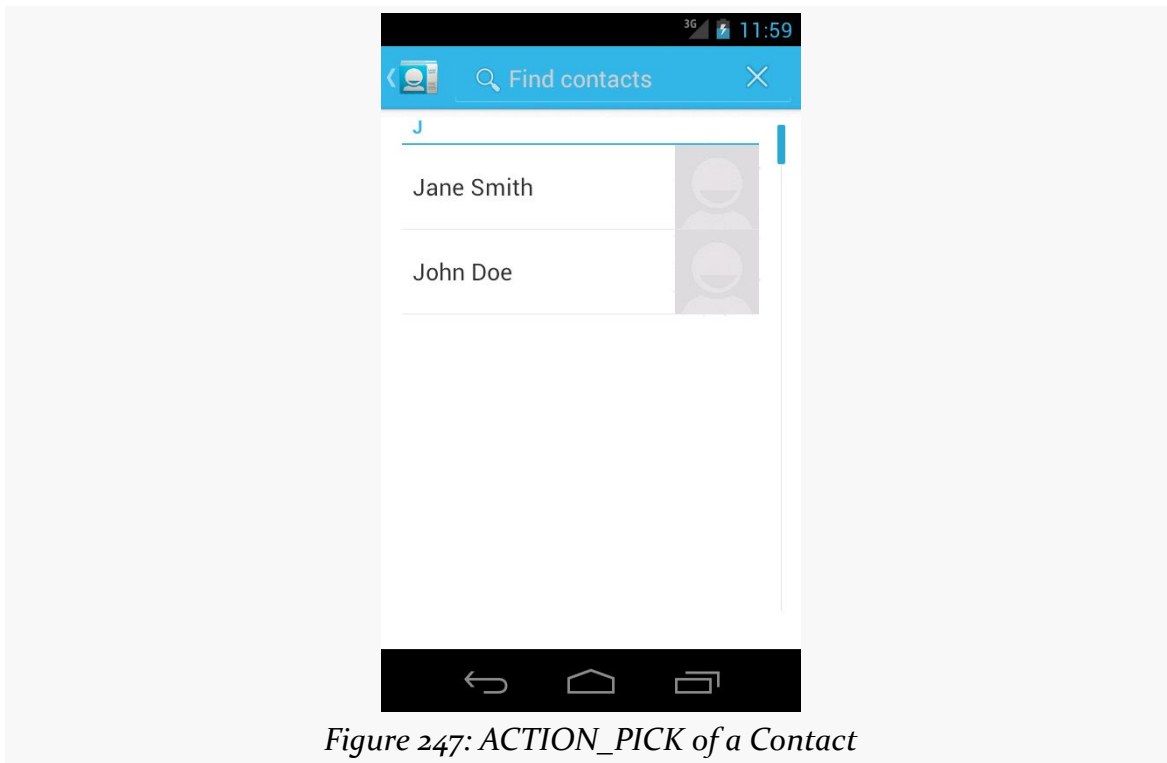 3G 11:59
Find contacts
J
Jane Smith
John Doe
Figure 247: ACTION_PICK of a Contact